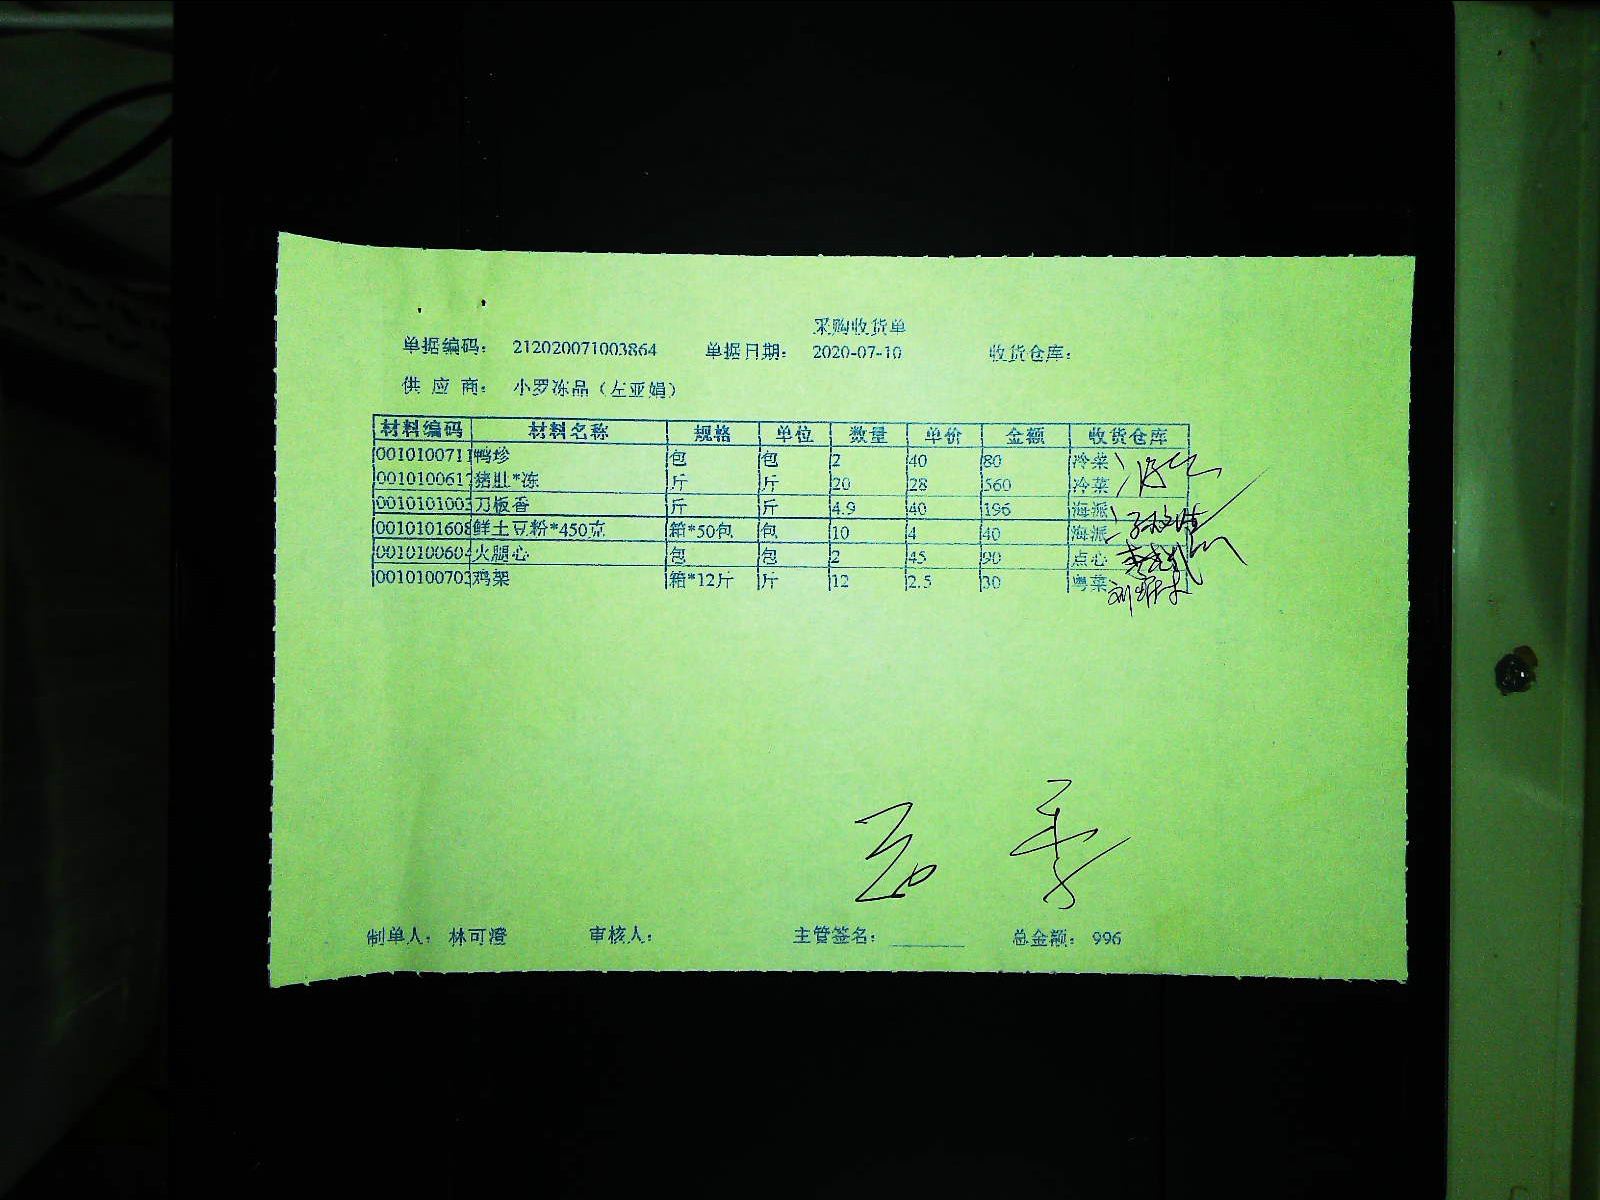 采购收货单
单据编码： 212020071003864 单据日期： 2020-07-10 收货仓库：
供 应 商： 小罗冻品（左亚娟）
材料编码 材料名称 规格 单位 数量 单价 金额 收货仓库
0010100711 鸭珍 包 包 2 40 80 冷菜
001010061 猪肚*冻 斤 斤 20 28 560 冷菜
001010100 刀板香 斤 斤 4.9 40 196 海派
0010101608 鲜土豆粉*450克 箱*50包 包 10 4 40 海派
0010100604 火腿心 包 包 2 45 90 点心
001010070 鸡架 箱*12斤 斤 12 2.5 30 粤菜
制单人： 林可澄 审核人： 主管签名： 总金额： 996